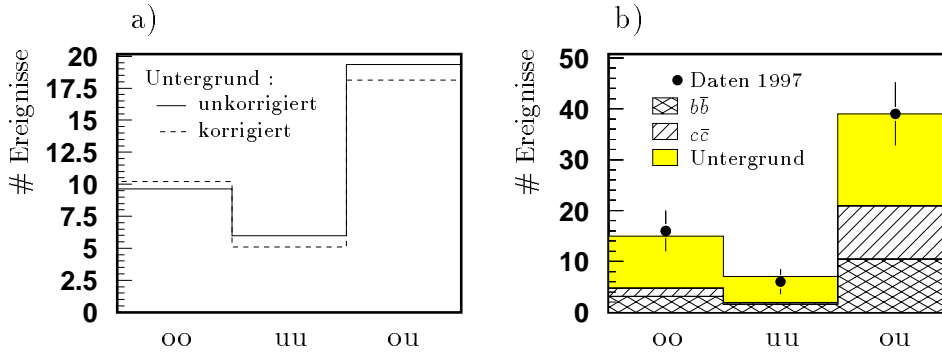 a)
# Ereignisse
20
17.5
15
12.5
10
7.5
5
2.5
0
Untergrund :
unkorrigiert
korrigiert
oo uu ou
b)
# Ereignisse
50
40
30
20
10
0
Daten 1997
bb̅
cc̅
Untergrund
oo uu ou